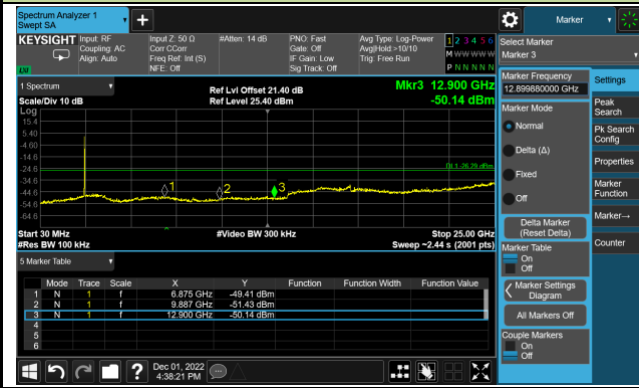 Spectrum Analyzer 1
Swept SA
Marker
KEYSIGHT
Input: RF
Coupling: AC
Align: Auto
Input Z: 50 Ω
Corr CCorr
Freq Ref: Int (S)
NFE: Off
#Atten: 14 dB
PNO: Fast
Gate: Off
IF Gain: Low
Sig Track: Off
Avg Type: Log-Power
Avg|Hold:>10/10
Trig: Free Run
1 2 3 4 5 6
M W W W W W
P N N N N N
Select Marker
Marker 3
1 Spectrum
Scale/Div 10 dB
Ref Lvl Offset 21.40 dB
Ref Level 25.40 dBm
Mkr3 12.900 GHz
-50.14 dBm
Log
15.4
5.40
-4.60
-14.6
-24.6
-34.6
-44.6
-54.6
-64.6
1
2
3
Start 30 MHz
#Res BW 100 kHz
#Video BW 300 kHz
Stop 25.00 GHz
Sweep ~2.44 s (2001 pts)
5 Marker Table
Mode Trace Scale X Y Function Function Width Function Value
1 N 1 f 6.875 GHz -49.41 dBm
2 N 1 f 9.887 GHz -51.43 dBm
3 N 1 f 12.900 GHz -50.14 dBm
4
5
6
Marker Frequency
12.899880000 GHz
Marker Mode
Normal
Delta (Δ)
Fixed
Off
Delta Marker
(Reset Delta)
Marker Table
On
Off
Marker Settings
Diagram
All Markers Off
Couple Markers
On
Off
Settings
Peak
Search
Pk Search
Config
Properties
Marker
Function
Marker→
Counter
Dec 01, 2022
4:38:21 PM